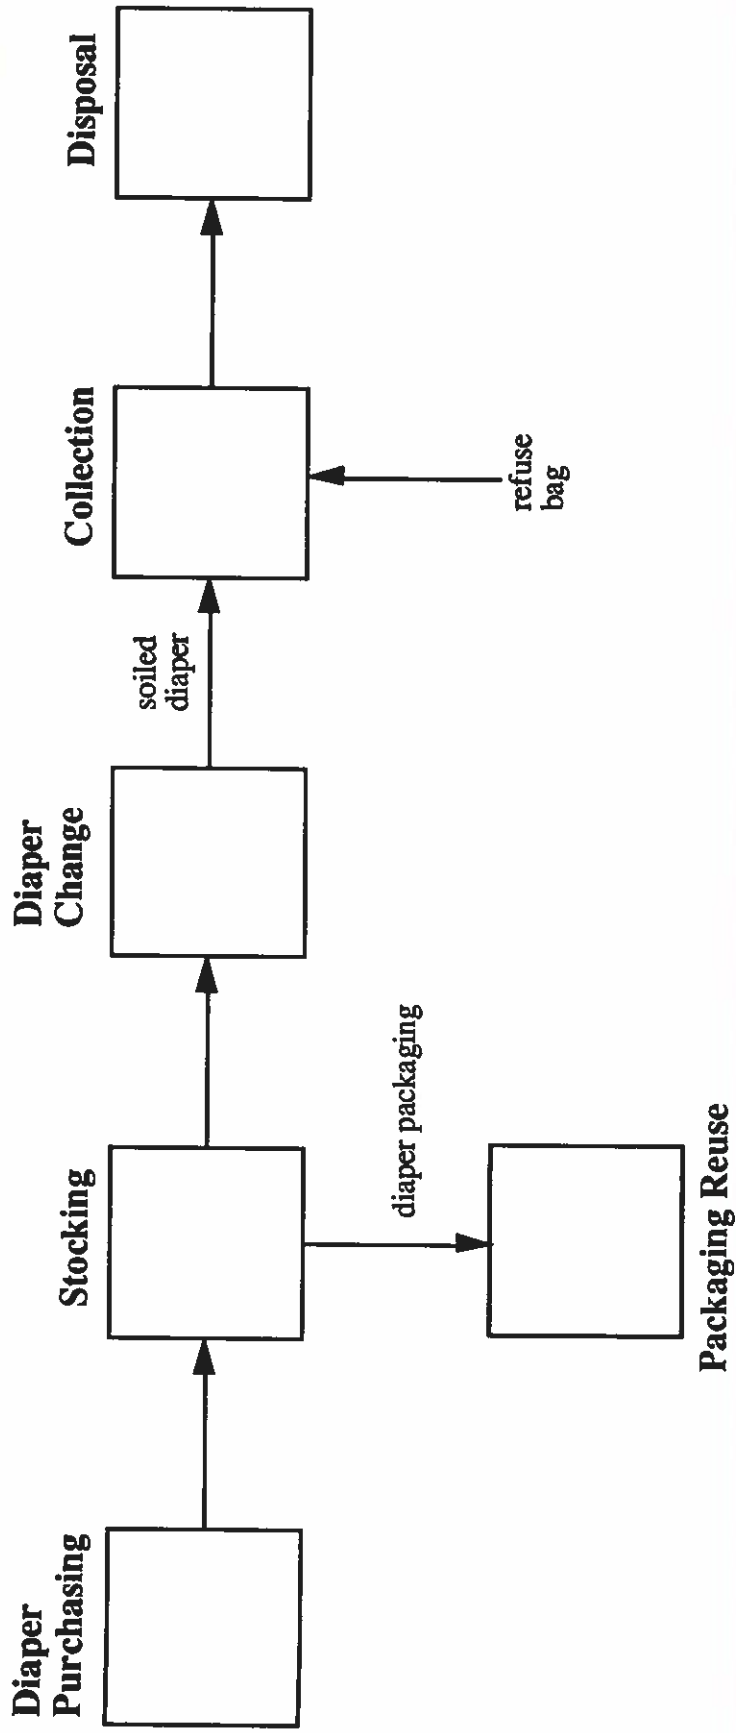 Diaper
Purchasing
Stocking
Diaper
Change
Collection
Disposal
soiled
diaper
diaper packaging
refuse
bag
Packaging Reuse